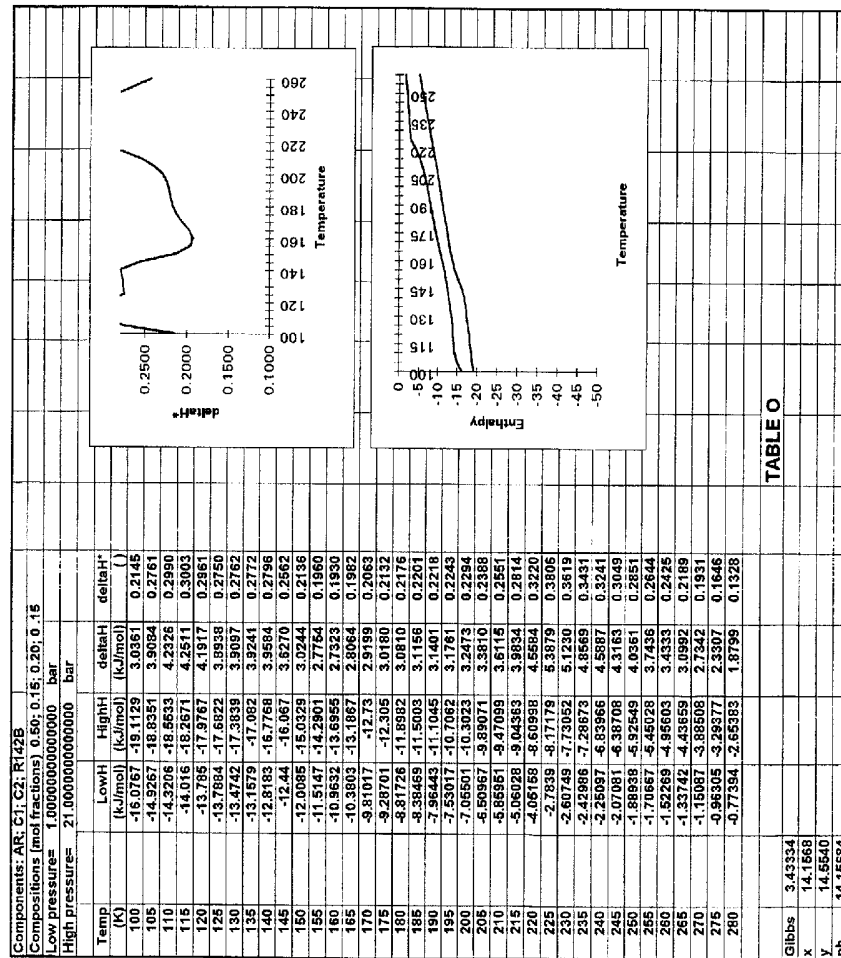 Components: AR; C1; C2; R142B
Compositions (mol fractions) 0.50; 0.15; 0.20; 0.15
Low pressure= 1.0000000000000 bar
High pressure= 21.0000000000000 bar
Temp LowH HighH deltaH deltaH*
(K) (kJ/mol) (kJ/mol) (kJ/mol) ( )
100 -16.0767 -19.1129 3.0361 0.2145
105 -14.9267 -18.8351 3.9084 0.2761
110 -14.3206 -18.5533 4.2326 0.2990
115 -14.016 -18.2671 4.2511 0.3003
120 -13.785 -17.9767 4.1917 0.2961
125 -13.7884 -17.6822 3.8938 0.2750
130 -13.4742 -17.3839 3.9097 0.2762
135 -13.1579 -17.082 3.9241 0.2772
140 -12.8183 -16.7768 3.9584 0.2796
145 -12.44 -16.067 3.6270 0.2562
150 -12.0085 -15.0329 3.0244 0.2136
155 -11.5147 -14.2901 2.7754 0.1960
160 -10.9632 -13.6955 2.7323 0.1930
165 -10.3803 -13.1867 2.8064 0.1982
170 -9.81017 -12.73 2.9199 0.2063
175 -9.28701 -12.305 3.0180 0.2132
180 -8.81726 -11.8982 3.0810 0.2176
185 -8.38469 -11.5003 3.1156 0.2201
190 -7.96443 -11.1045 3.1401 0.2218
195 -7.53017 -10.7062 3.1761 0.2243
200 -7.05501 -10.3023 3.2473 0.2294
205 -6.50967 -9.89071 3.3810 0.2388
210 -5.85951 -9.47099 3.6115 0.2551
215 -5.06028 -9.04363 3.9834 0.2814
220 -4.05158 -8.60998 4.5584 0.3220
225 -2.7839 -8.17179 5.3879 0.3806
230 -2.60749 -7.73052 5.1230 0.3619
235 -2.42986 -7.28673 4.8569 0.3431
240 -2.25097 -6.83966 4.5887 0.3241
245 -2.07081 -6.38708 4.3163 0.3049
250 -1.88938 -5.92549 4.0361 0.2851
255 -1.70667 -5.45028 3.7436 0.2644
260 -1.52269 -4.95603 3.4333 0.2425
265 -1.33742 -4.43659 3.0992 0.2189
270 -1.15087 -3.88508 2.7342 0.1931
275 -0.96305 -3.29377 2.3307 0.1646
280 -0.77394 -2.65383 1.8799 0.1328
Gibbs 3.43334
x 14.1568
y 14.5540
ph 14.15684
deltaH*
0.2500
0.2000
0.1500
0.1000
100 120 140 160 180 200 220 240 260
Temperature
Enthalpy
0
-5
-10
-15
-20
-25
-30
-35
-40
-45
-50
100 115 130 145 160 175 90 205 220 235 250
Temperature
TABLE O